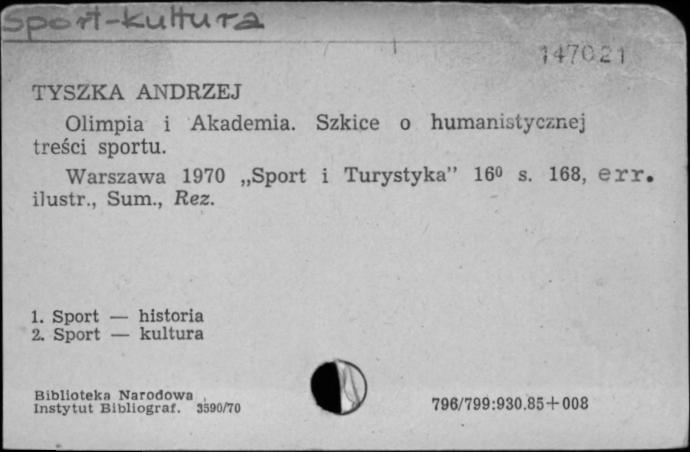 Sport-kultura
147021
TYSZKA ANDRZEJ
Olimpia i Akademia. Szkice o humanistycznej
treści sportu.
Warszawa 1970 „Sport i Turystyka” 16⁰ s. 168, err.
ilustr., Sum., Rez.
1. Sport — historia
2. Sport — kultura
Biblioteka Narodowa
Instytut Bibliograf. 3590/70
796/799:930.85+008